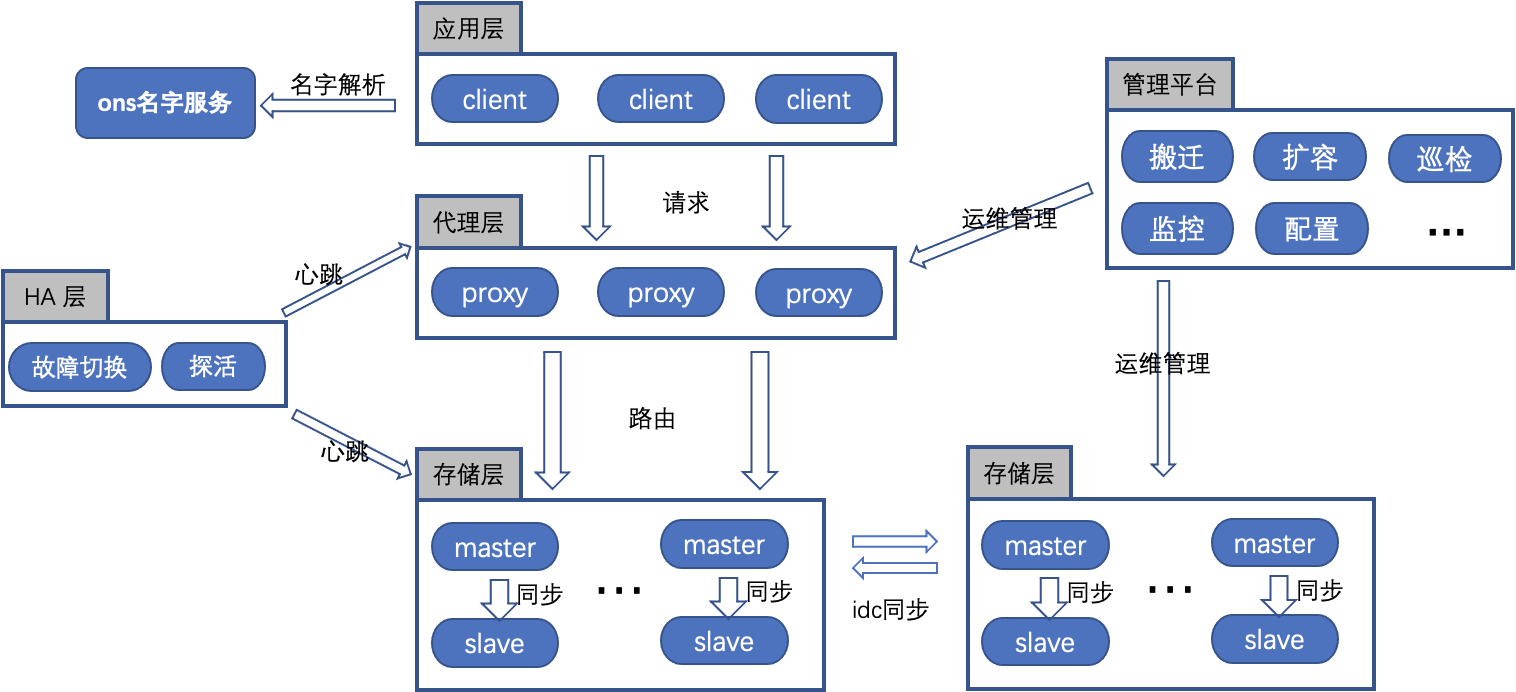 应用层
client
client
client
ons名字服务
名字解析
管理平台
搬迁
扩容
巡检
监控
配置
...
请求
代理层
proxy
proxy
proxy
运维管理
心跳
HA 层
故障切换
探活
心跳
路由
运维管理
存储层
master
同步
slave
...
master
同步
slave
idc同步
存储层
master
同步
slave
...
master
同步
slave